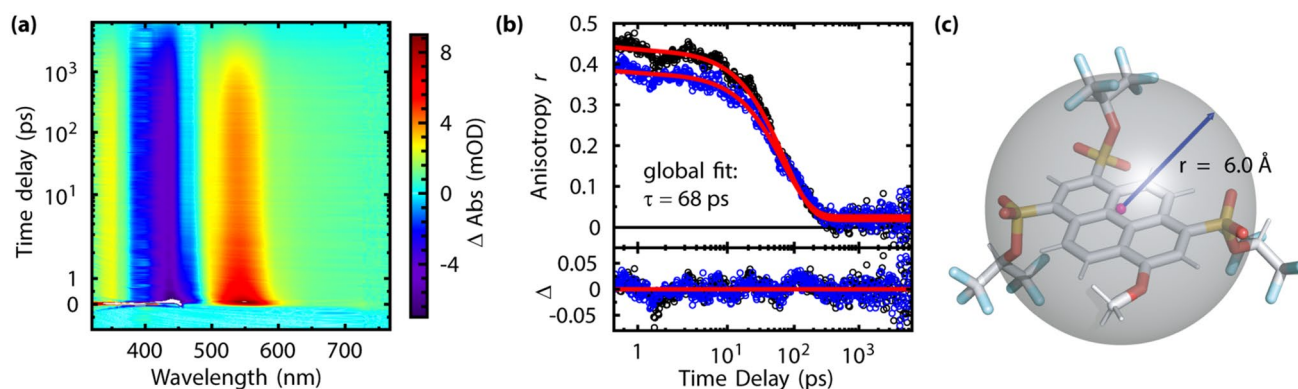 (a)
8
4
0
-4
Δ Abs (mOD)
10³
10²
10¹
1
0
Time delay (ps)
400
500
600
700
Wavelength (nm)
(b)
0.5
0.4
0.3
0.2
0.1
0
Anisotropy r
global fit:
τ = 68 ps
0.05
0
-0.05
Δ
1
10¹
10²
10³
Time Delay (ps)
(c)
r = 6.0 Å